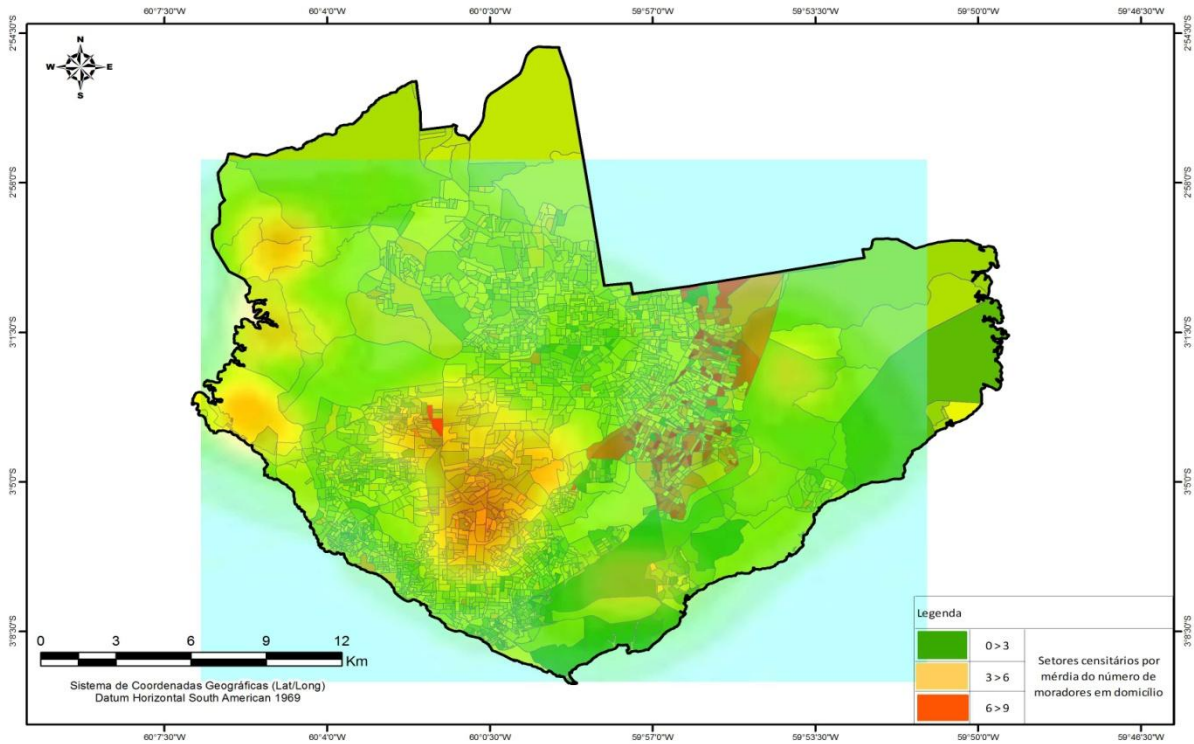 60°7'30"W 60°4'0"W 60°0'30"W 59°57'0"W 59°53'30"W 59°50'0"W 59°46'30"W
2°54'30"S 2°54'30"S
N
W E
S
2°58'0"S 2°58'0"S
3°1'30"S 3°1'30"S
3°5'0"S 3°5'0"S
3°8'30"S 3°8'30"S
0 3 6 9 12
Km
Sistema de Coordenadas Geográficas (Lat/Long)
Datum Horizontal South American 1969
Legenda
0>3
3>6
6>9
Setores censitários por
mérdia do número de
moradores em domicílio
60°7'30"W 60°4'0"W 60°0'30"W 59°57'0"W 59°53'30"W 59°50'0"W 59°46'30"W